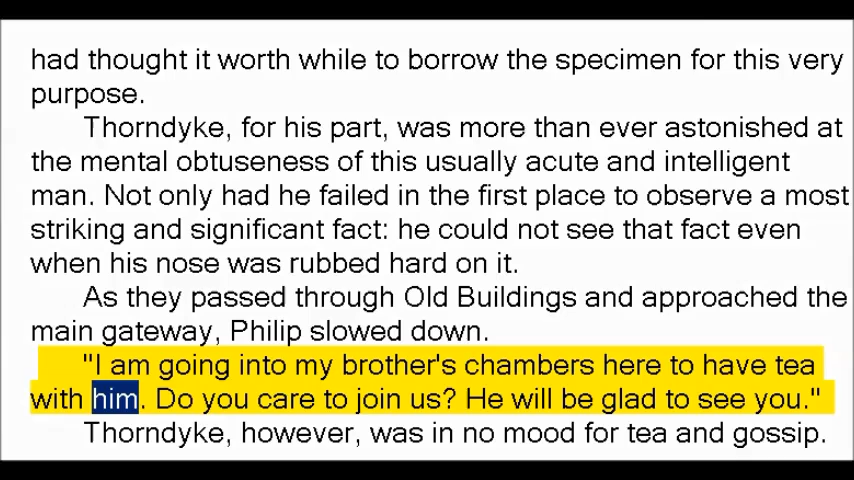 had thought it worth while to borrow the specimen for this very
purpose.
Thorndyke, for his part, was more than ever astonished at
the mental obtuseness of this usually acute and intelligent
man. Not only had he failed in the first place to observe a most
striking and significant fact: he could not see that fact even
when his nose was rubbed hard on it.
As they passed through Old Buildings and approached the
main gateway, Philip slowed down.
"I am going into my brother's chambers here to have tea
with him. Do you care to join us? He will be glad to see you."
Thorndyke, however, was in no mood for tea and gossip.